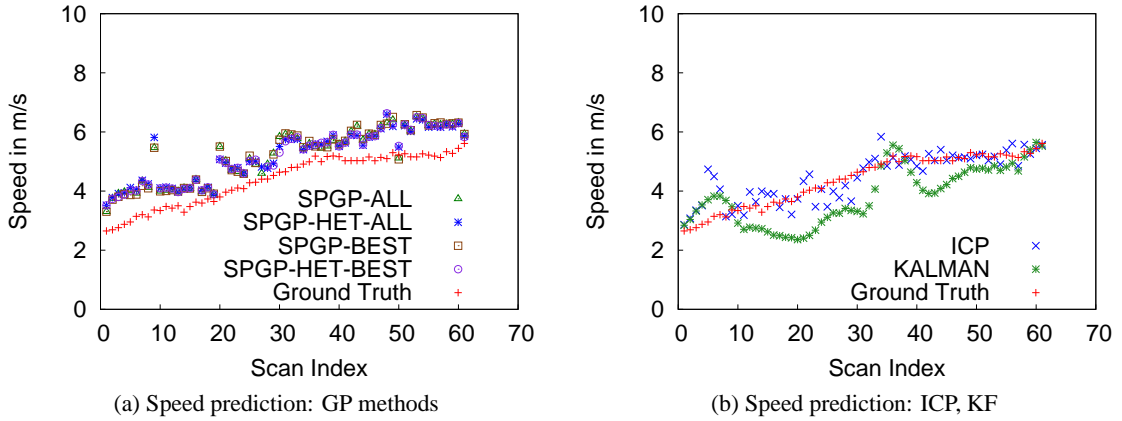 Speed in m/s
10
8
6
4
2
0
SPGP-ALL
SPGP-HET-ALL
SPGP-BEST
SPGP-HET-BEST
Ground Truth
0 10 20 30 40 50 60 70
Scan Index
(a) Speed prediction: GP methods
Speed in m/s
10
8
6
4
2
0
ICP
KALMAN
Ground Truth
0 10 20 30 40 50 60 70
Scan Index
(b) Speed prediction: ICP, KF